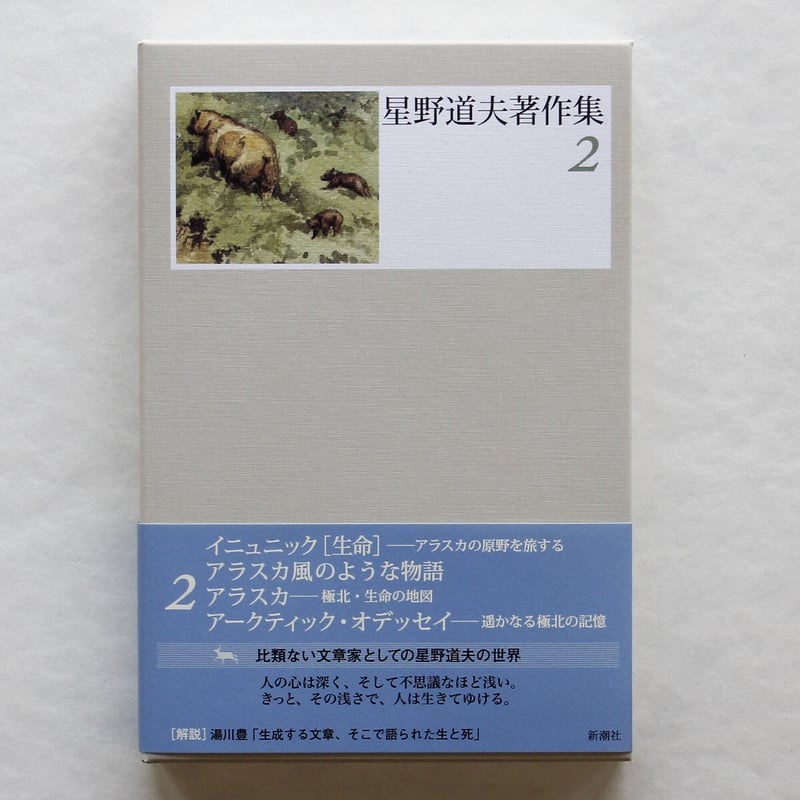 星野道夫著作集
2
2
イニュニック[生命]──アラスカの原野を旅する
アラスカ風のような物語
アラスカ──極北・生命の地図
アークティック・オデッセイ──遥かなる極北の記憶
比類ない文章家としての星野道夫の世界
人の心は深く、そして不思議なほど浅い。
きっと、その浅さで、人は生きてゆける。
[解説]湯川豊「生成する文章、そこで語られた生と死」
新潮社